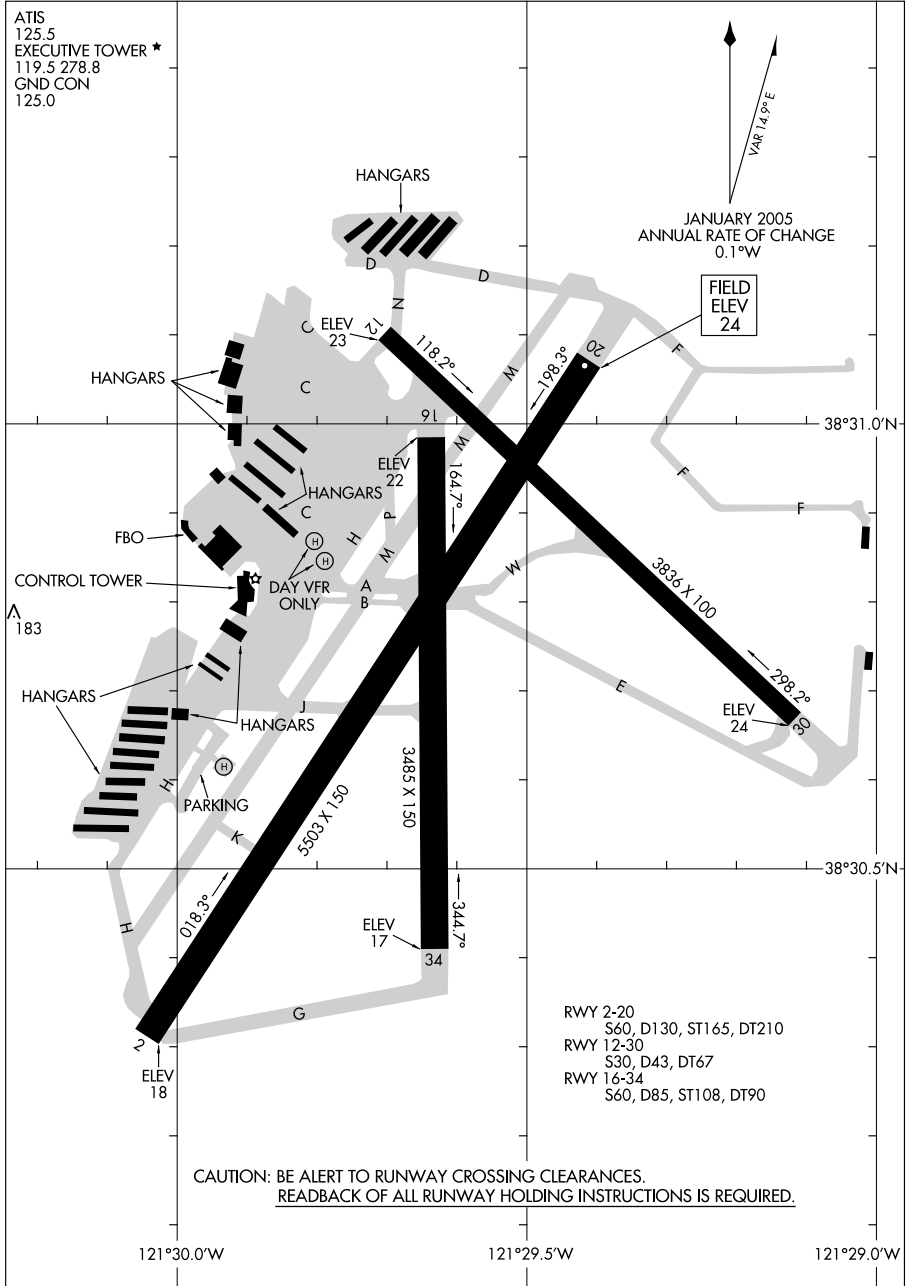 ATIS
125.5
EXECUTIVE TOWER ★
119.5 278.8
GND CON
125.0
VAR 14.9° E
JANUARY 2005
ANNUAL RATE OF CHANGE
0.1°W
HANGARS
D
D
N
C
ELEV
23
12
118.2°
FIELD
ELEV
24
20
198.3°
M
F
HANGARS
C
16
38°31.0'N
ELEV
22
M
164.7°
HANGARS
F
F
C
P
H
FBO
H
H
M
DAY VFR
ONLY
A
B
W
CONTROL TOWER
183
3836 X 100
HANGARS
HANGARS
J
E
298.2°
ELEV
24
30
H
PARKING
H
3485 X 150
5503 X 150
K
38°30.5'N
018.3°
344.7°
H
ELEV
17
34
G
2
ELEV
18
RWY 2-20
S60, D130, ST165, DT210
RWY 12-30
S30, D43, DT67
RWY 16-34
S60, D85, ST108, DT90
CAUTION: BE ALERT TO RUNWAY CROSSING CLEARANCES.
READBACK OF ALL RUNWAY HOLDING INSTRUCTIONS IS REQUIRED.
121°30.0'W
121°29.5'W
121°29.0'W